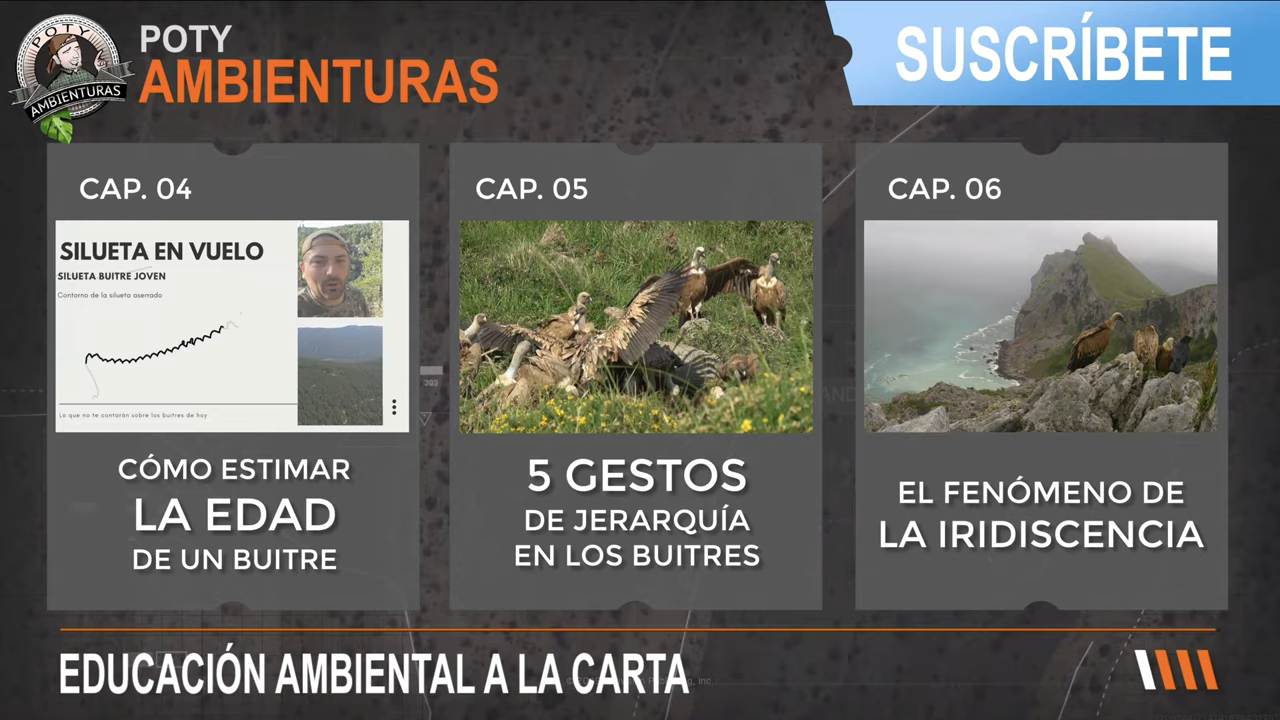 POTY
AMBIENTURAS
POTY
AMBIENTURAS
SUSCRÍBETE
CAP. 04
SILUETA EN VUELO
SILUETA BUITRE JOVEN
Contorno de la silueta aserrado
Lo que no te contarán sobre los buitres de hoy
CÓMO ESTIMAR
LA EDAD
DE UN BUITRE
CAP. 05
5 GESTOS
DE JERARQUÍA
EN LOS BUITRES
CAP. 06
EL FENÓMENO DE
LA IRIDISCENCIA
303
EDUCACIÓN AMBIENTAL A LA CARTA